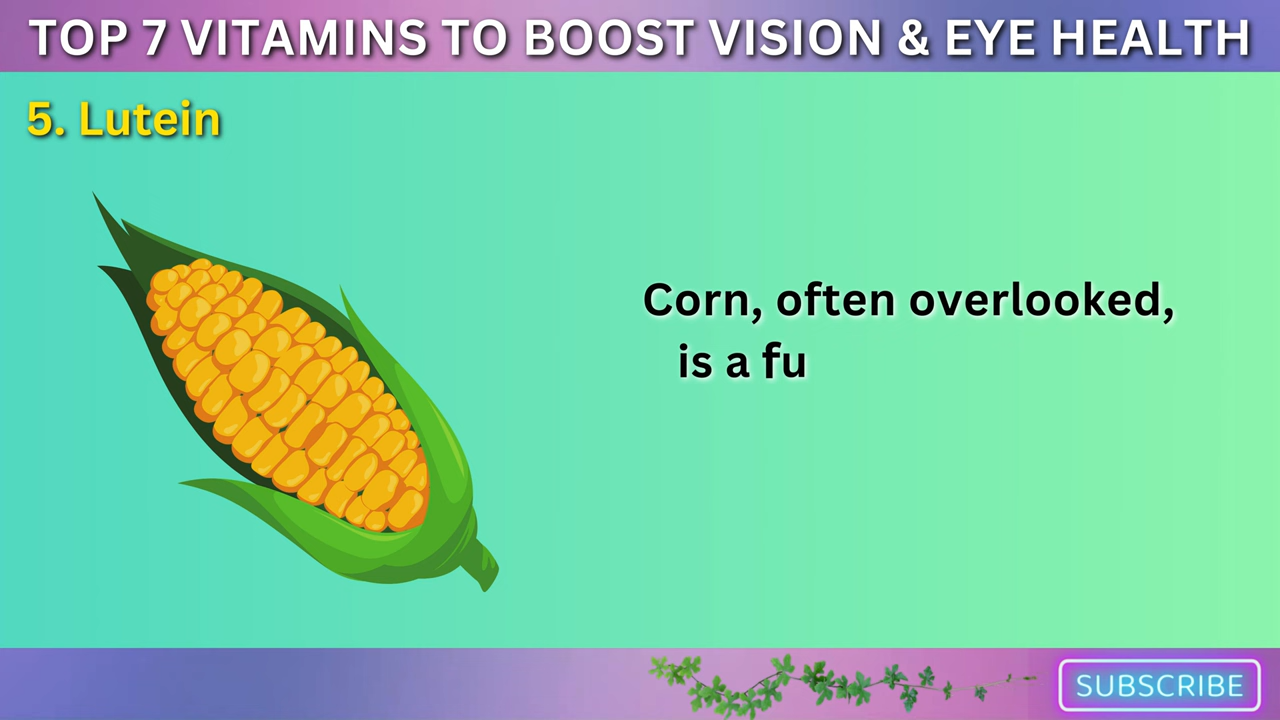 TOP 7 VITAMINS TO BOOST VISION & EYE HEALTH
5. Lutein
Corn, often overlooked,
is a fu
SUBSCRIBE